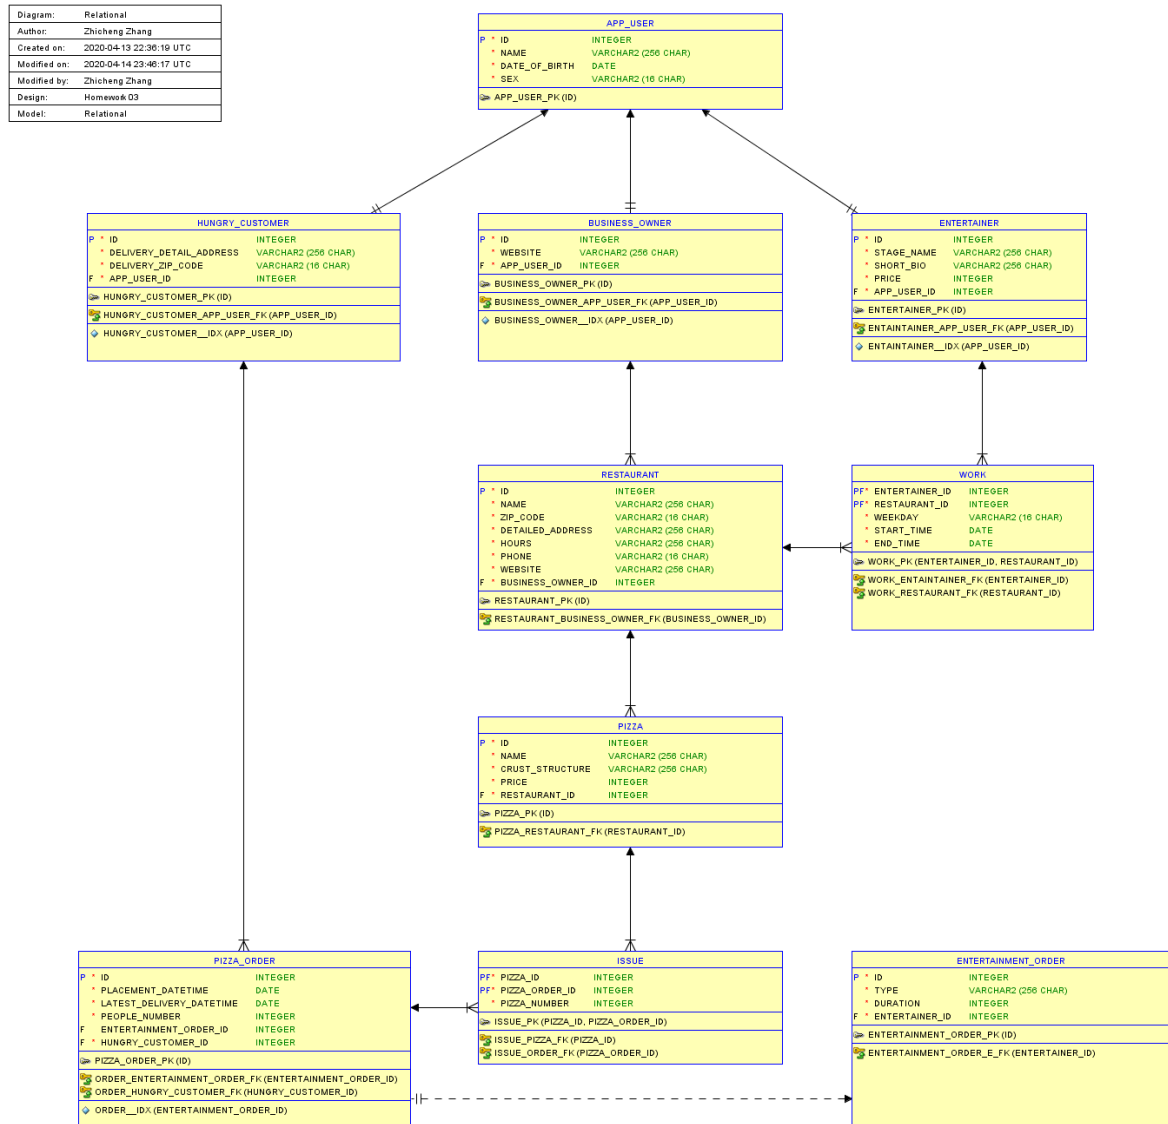 Diagram: Relational
Author: Zhicheng Zhang
Created on: 2020-04-13 22:36:19 UTC
Modified on: 2020-04-14 23:46:17 UTC
Modified by: Zhicheng Zhang
Design: Homework 03
Model: Relational
APP_USER
P * ID INTEGER
* NAME VARCHAR2 (256 CHAR)
* DATE_OF_BIRTH DATE
* SEX VARCHAR2 (16 CHAR)
APP_USER_PK (ID)
HUNGRY_CUSTOMER
P * ID INTEGER
* DELIVERY_DETAIL_ADDRESS VARCHAR2 (256 CHAR)
* DELIVERY_ZIP_CODE VARCHAR2 (16 CHAR)
F * APP_USER_ID INTEGER
HUNGRY_CUSTOMER_PK (ID)
HUNGRY_CUSTOMER_APP_USER_FK (APP_USER_ID)
HUNGRY_CUSTOMER__IDX (APP_USER_ID)
BUSINESS_OWNER
P * ID INTEGER
* WEBSITE VARCHAR2 (256 CHAR)
F * APP_USER_ID INTEGER
BUSINESS_OWNER_PK (ID)
BUSINESS_OWNER_APP_USER_FK (APP_USER_ID)
BUSINESS_OWNER__IDX (APP_USER_ID)
ENTERTAINER
P * ID INTEGER
* STAGE_NAME VARCHAR2 (256 CHAR)
* SHORT_BIO VARCHAR2 (256 CHAR)
* PRICE INTEGER
F * APP_USER_ID INTEGER
ENTERTAINER_PK (ID)
ENTAINTAINER_APP_USER_FK (APP_USER_ID)
ENTAINTAINER__IDX (APP_USER_ID)
RESTAURANT
P * ID INTEGER
* NAME VARCHAR2 (256 CHAR)
* ZIP_CODE VARCHAR2 (16 CHAR)
* DETAILED_ADDRESS VARCHAR2 (256 CHAR)
* HOURS VARCHAR2 (256 CHAR)
* PHONE VARCHAR2 (16 CHAR)
* WEBSITE VARCHAR2 (256 CHAR)
F * BUSINESS_OWNER_ID INTEGER
RESTAURANT_PK (ID)
RESTAURANT_BUSINESS_OWNER_FK (BUSINESS_OWNER_ID)
WORK
PF* ENTERTAINER_ID INTEGER
PF* RESTAURANT_ID INTEGER
* WEEKDAY VARCHAR2 (16 CHAR)
* START_TIME DATE
* END_TIME DATE
WORK_PK (ENTERTAINER_ID, RESTAURANT_ID)
WORK_ENTAINTAINER_FK (ENTERTAINER_ID)
WORK_RESTAURANT_FK (RESTAURANT_ID)
PIZZA
P * ID INTEGER
* NAME VARCHAR2 (256 CHAR)
* CRUST_STRUCTURE VARCHAR2 (256 CHAR)
* PRICE INTEGER
F * RESTAURANT_ID INTEGER
PIZZA_PK (ID)
PIZZA_RESTAURANT_FK (RESTAURANT_ID)
PIZZA_ORDER
P * ID INTEGER
* PLACEMENT_DATETIME DATE
* LATEST_DELIVERY_DATETIME DATE
* PEOPLE_NUMBER INTEGER
F ENTERTAINMENT_ORDER_ID INTEGER
F * HUNGRY_CUSTOMER_ID INTEGER
PIZZA_ORDER_PK (ID)
ORDER_ENTERTAINMENT_ORDER_FK (ENTERTAINMENT_ORDER_ID)
ORDER_HUNGRY_CUSTOMER_FK (HUNGRY_CUSTOMER_ID)
ORDER__IDX (ENTERTAINMENT_ORDER_ID)
ISSUE
PF* PIZZA_ID INTEGER
PF* PIZZA_ORDER_ID INTEGER
* PIZZA_NUMBER INTEGER
ISSUE_PK (PIZZA_ID, PIZZA_ORDER_ID)
ISSUE_PIZZA_FK (PIZZA_ID)
ISSUE_ORDER_FK (PIZZA_ORDER_ID)
ENTERTAINMENT_ORDER
P * ID INTEGER
* TYPE VARCHAR2 (256 CHAR)
* DURATION INTEGER
F * ENTERTAINER_ID INTEGER
ENTERTAINMENT_ORDER_PK (ID)
ENTERTAINMENT_ORDER_E_FK (ENTERTAINER_ID)